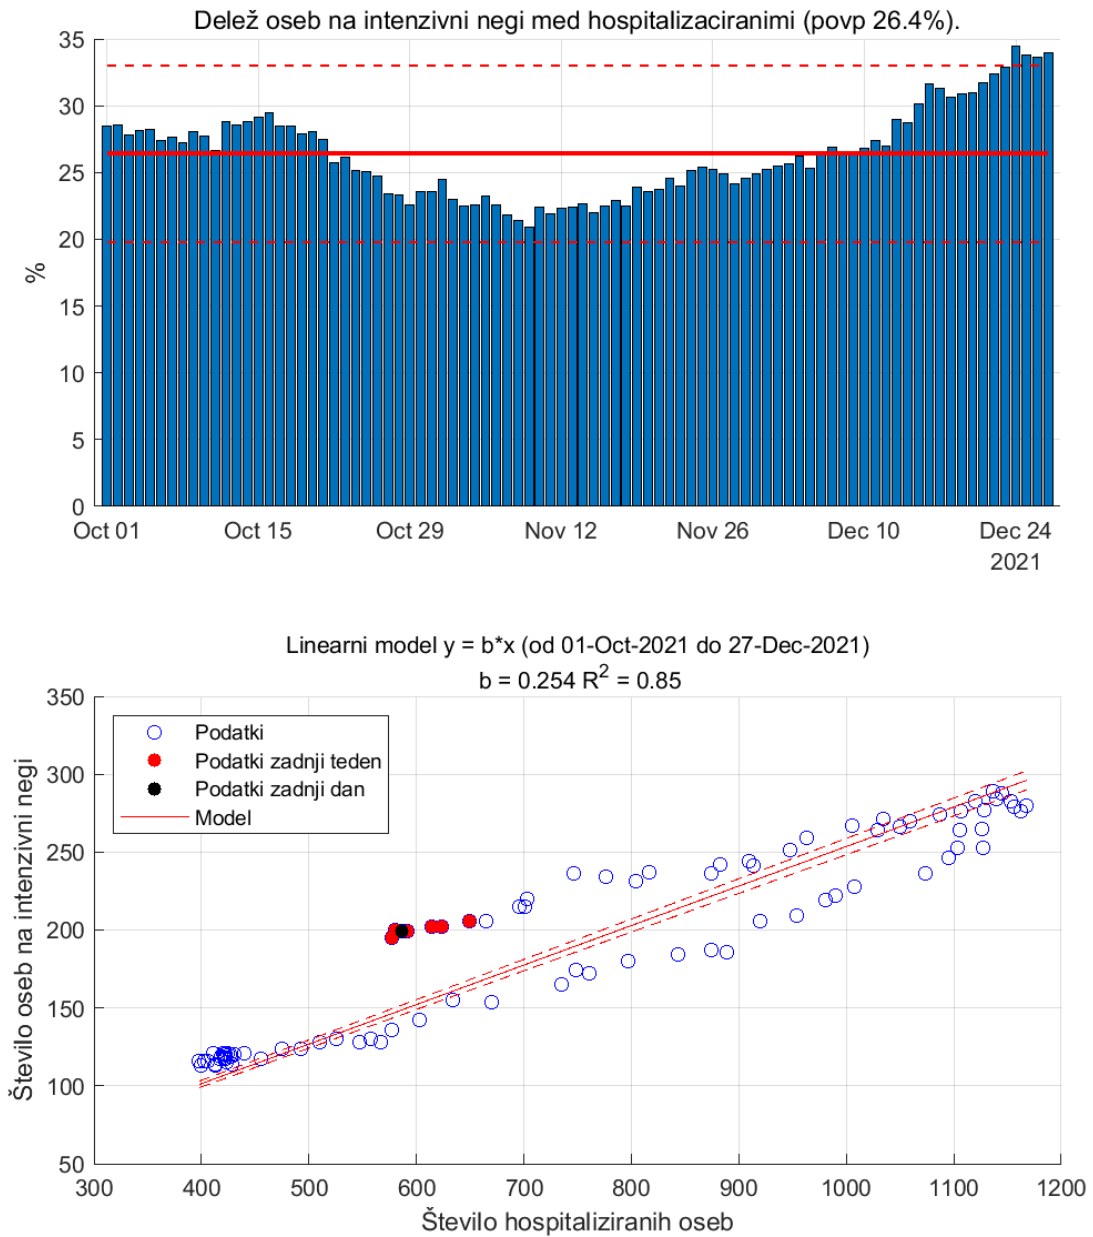 Delež oseb na intenzivni negi med hospitalizaciranimi (povp 26.4%).
35
30
25
20
15
10
5
0
%
Oct 01 Oct 15 Oct 29 Nov 12 Nov 26 Dec 10 Dec 24
2021
Linearni model y = b*x (od 01-Oct-2021 do 27-Dec-2021)
b = 0.254 R² = 0.85
350
300
250
200
150
100
50
Število oseb na intenzivni negi
Podatki
Podatki zadnji teden
Podatki zadnji dan
Model
300 400 500 600 700 800 900 1000 1100 1200
Število hospitaliziranih oseb